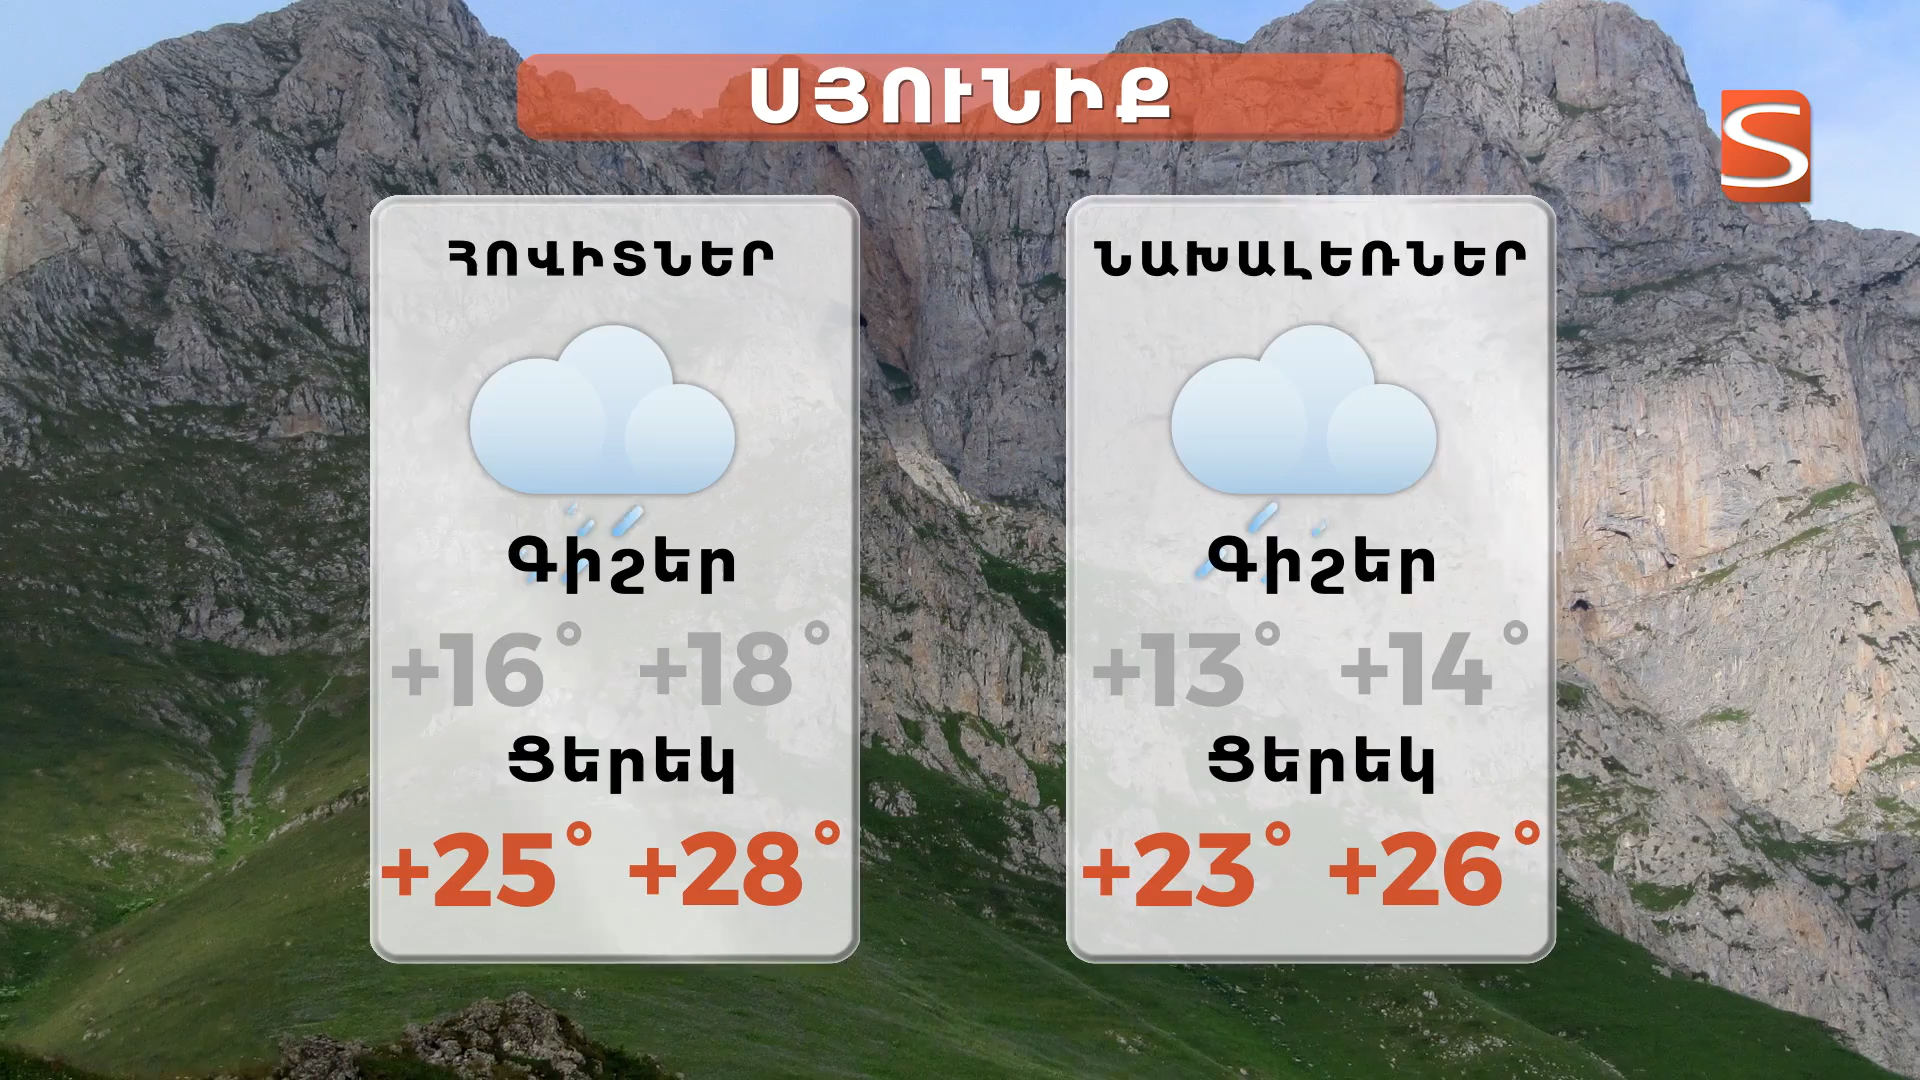 ՍՅՈՒՆԻՔ
S
ՀՈՎԻՏՆԵՐ
Գիշեր
+16° +18°
Ցերեկ
+25° +28°
ՆԱԽԱԼԵՌՆԵՐ
Գիշեր
+13° +14°
Ցերեկ
+23° +26°